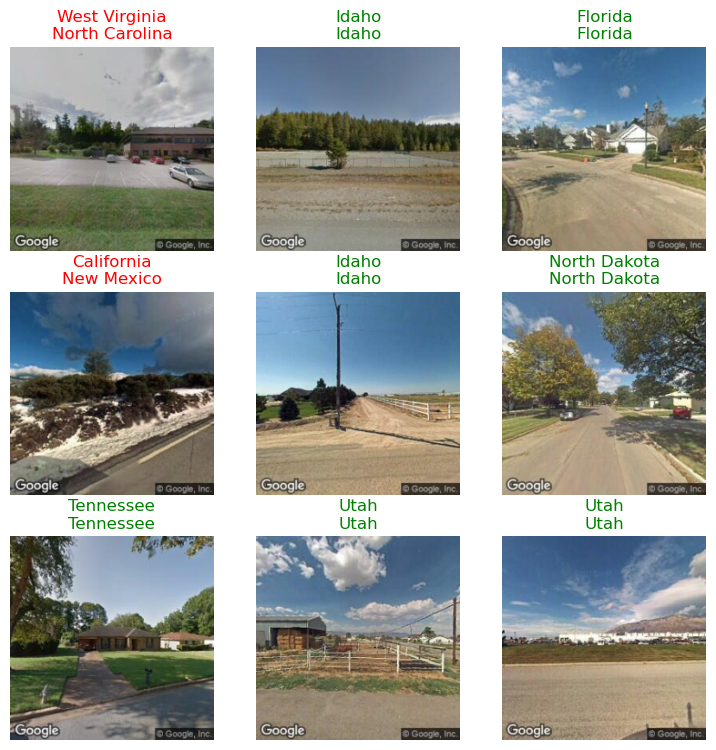 West Virginia
North Carolina
Idaho
Idaho
Florida
Florida
Google
© Google, Inc.
Google
© Google, Inc.
Google
© Google, Inc.
California
New Mexico
Idaho
Idaho
North Dakota
North Dakota
Google
© Google, Inc.
Google
© Google, Inc.
Google
© Google, Inc.
Tennessee
Tennessee
Utah
Utah
Utah
Utah
Google
© Google, Inc.
Google
© Google, Inc.
Google
© Google, Inc.